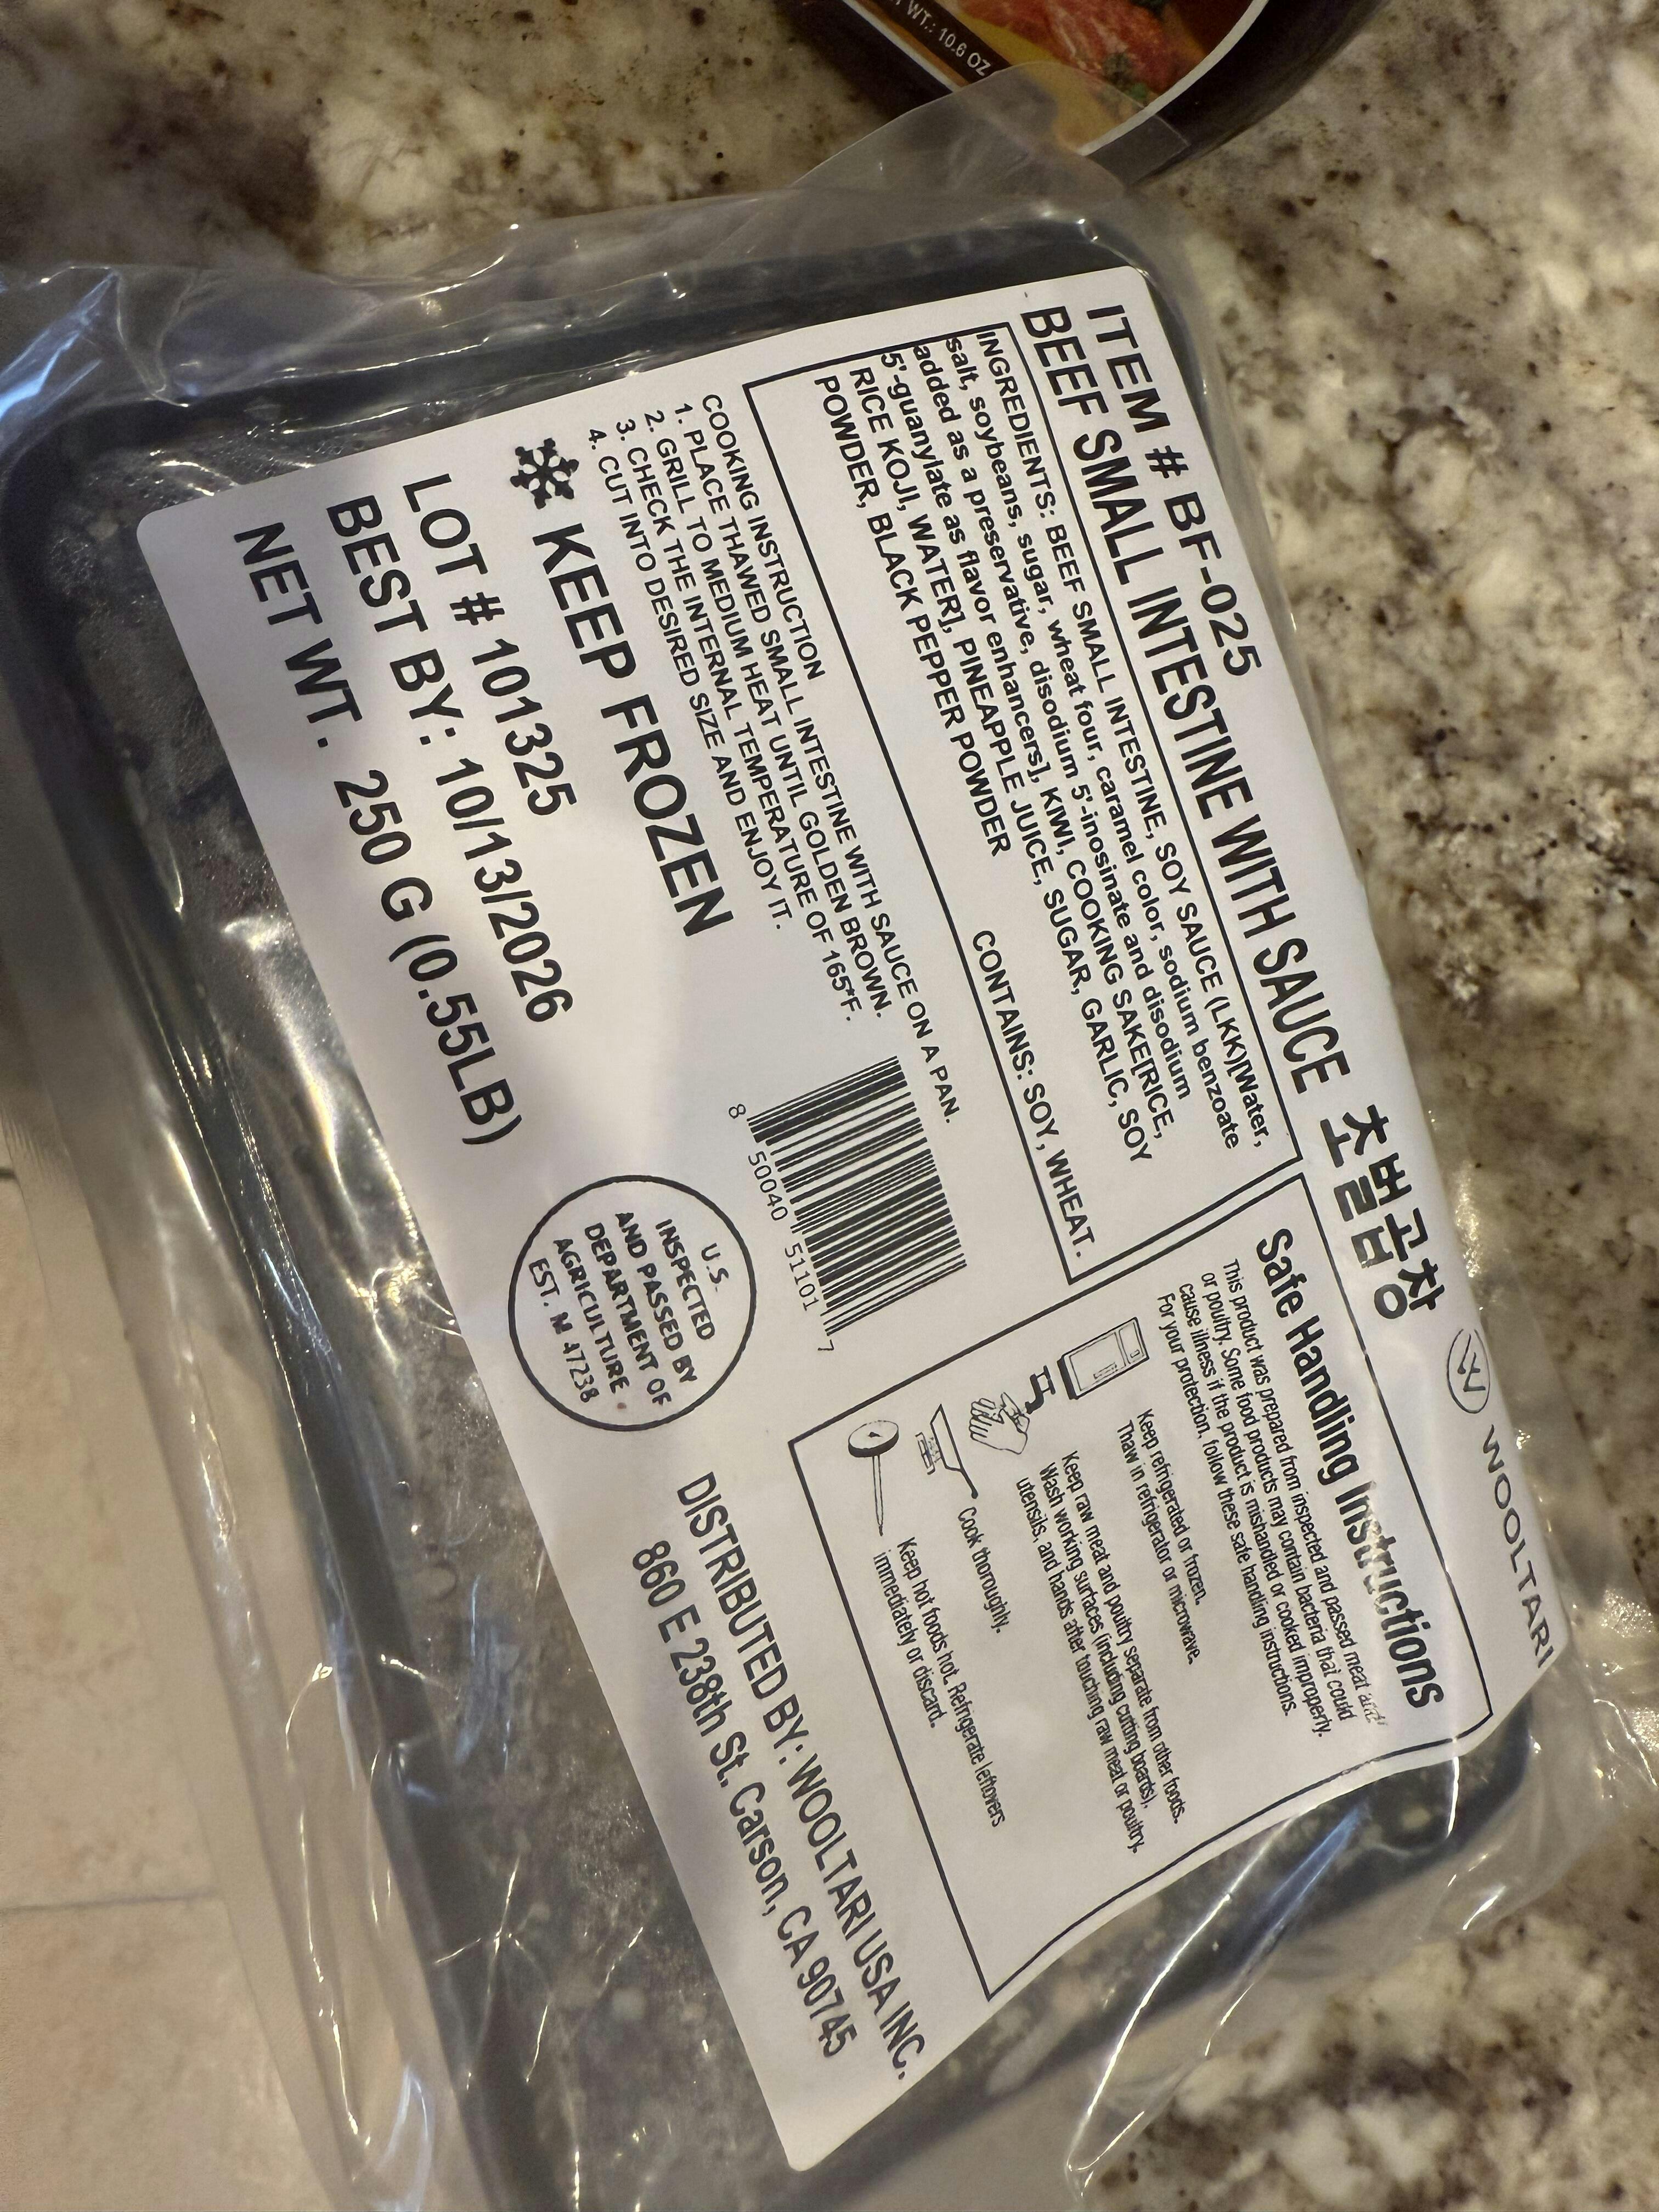 WT.: 10.6 OZ
ITEM # BF-025
BEEF SMALL INTESTINE WITH SAUCE 초벌곱창
WOOLTARI
INGREDIENTS: BEEF SMALL INTESTINE, SOY SAUCE (LKK)[Water,
salt, soybeans, sugar, wheat four, caramel color, sodium benzoate
added as a preservative, disodium 5'-inosinate and disodium
5'-guanylate as flavor enhancers], KIWI, COOKING SAKE[RICE,
RICE KOJI, WATER], PINEAPPLE JUICE, SUGAR, GARLIC, SOY
POWDER, BLACK PEPPER POWDER
CONTAINS: SOY, WHEAT.
COOKING INSTRUCTION
1. PLACE THAWED SMALL INTESTINE WITH SAUCE ON A PAN.
2. GRILL TO MEDIUM HEAT UNTIL GOLDEN BROWN.
3. CHECK THE INTERNAL TEMPERATURE OF 165°F.
4. CUT INTO DESIRED SIZE AND ENJOY IT.
KEEP FROZEN
LOT # 101325
BEST BY: 10/13/2026
NET WT. 250 G (0.55LB)
8 50040 51101 7
U.S.
INSPECTED
AND PASSED BY
DEPARTMENT OF
AGRICULTURE
EST. M 47238
Safe Handling Instructions
This product was prepared from inspected and passed meat and/
or poultry. Some food products may contain bacteria that could
cause illness if the product is mishandled or cooked improperly.
For your protection, follow these safe handling instructions.
Keep refrigerated or frozen.
Thaw in refrigerator or microwave.
Keep raw meat and poultry separate from other foods.
Wash working surfaces (including cutting boards),
utensils, and hands after touching raw meat or poultry.
Cook thoroughly.
Keep hot foods hot. Refrigerate leftovers
immediately or discard.
DISTRIBUTED BY: WOOLTARI USA INC.
860 E 238th St. Carson, CA 90745